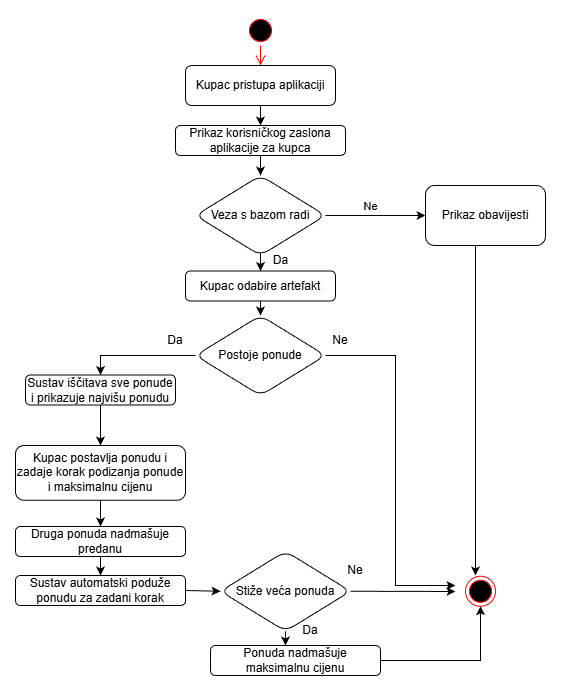 Kupac pristupa aplikaciji
Prikaz korisničkog zaslona
aplikacije za kupca
Veza s bazom radi
Ne
Prikaz obavijesti
Da
Kupac odabire artefakt
Da
Postoje ponude
Ne
Sustav iščitava sve ponude
i prikazuje najvišu ponudu
Kupac postavlja ponudu i
zadaje korak podizanja ponude
i maksimalnu cijenu
Druga ponuda nadmašuje
predanu
Sustav automatski poduže
ponudu za zadani korak
Stiže veća ponuda
Ne
Da
Ponuda nadmašuje
maksimalnu cijenu